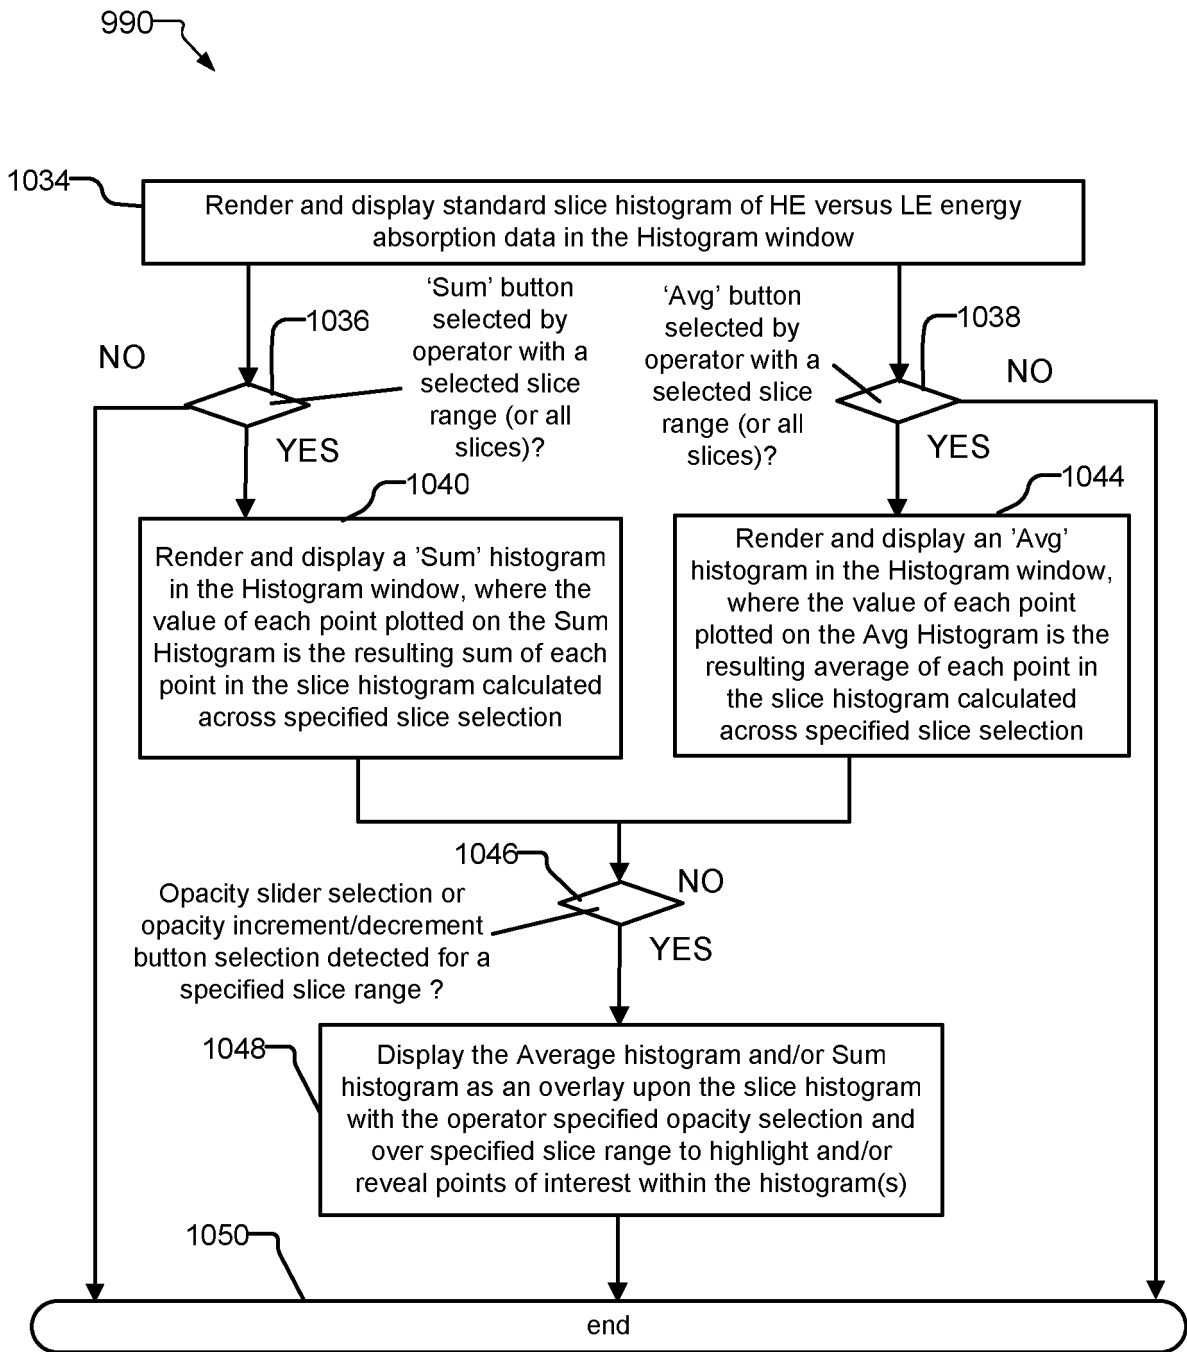 990
1034
Render and display standard slice histogram of HE versus LE energy
absorption data in the Histogram window
‘Sum’ button
selected by
operator with a
selected slice
range (or all
slices)?
‘Avg’ button
selected by
operator with a
selected slice
range (or all
slices)?
1036
1038
NO
NO
YES
YES
1040
1044
Render and display a ’Sum’ histogram
in the Histogram window, where the
value of each point plotted on the Sum
Histogram is the resulting sum of each
point in the slice histogram calculated
across specified slice selection
Render and display an ’Avg’
histogram in the Histogram window,
where the value of each point
plotted on the Avg Histogram is the
resulting average of each point in
the slice histogram calculated
across specified slice selection
1046
NO
Opacity slider selection or
opacity increment/decrement
button selection detected for a
specified slice range ?
YES
1048
Display the Average histogram and/or Sum
histogram as an overlay upon the slice histogram
with the operator specified opacity selection and
over specified slice range to highlight and/or
reveal points of interest within the histogram(s)
1050
end